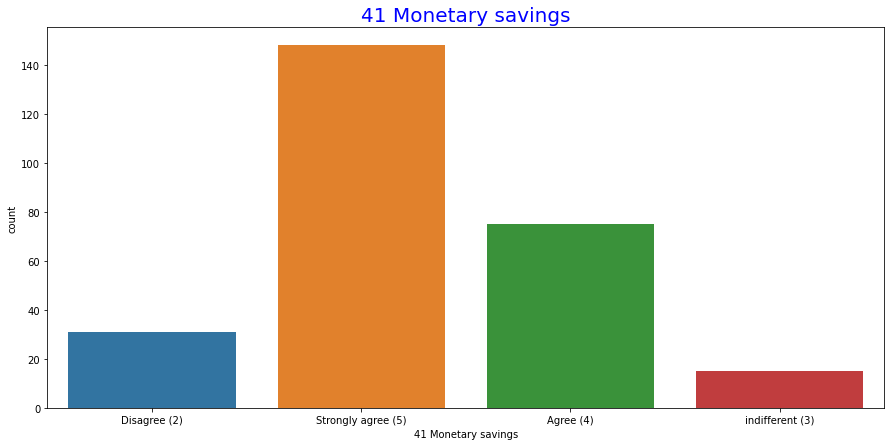 41 Monetary savings
140
120
100
80
60
40
20
0
count
Disagree (2) Strongly agree (5) Agree (4) indifferent (3)
41 Monetary savings